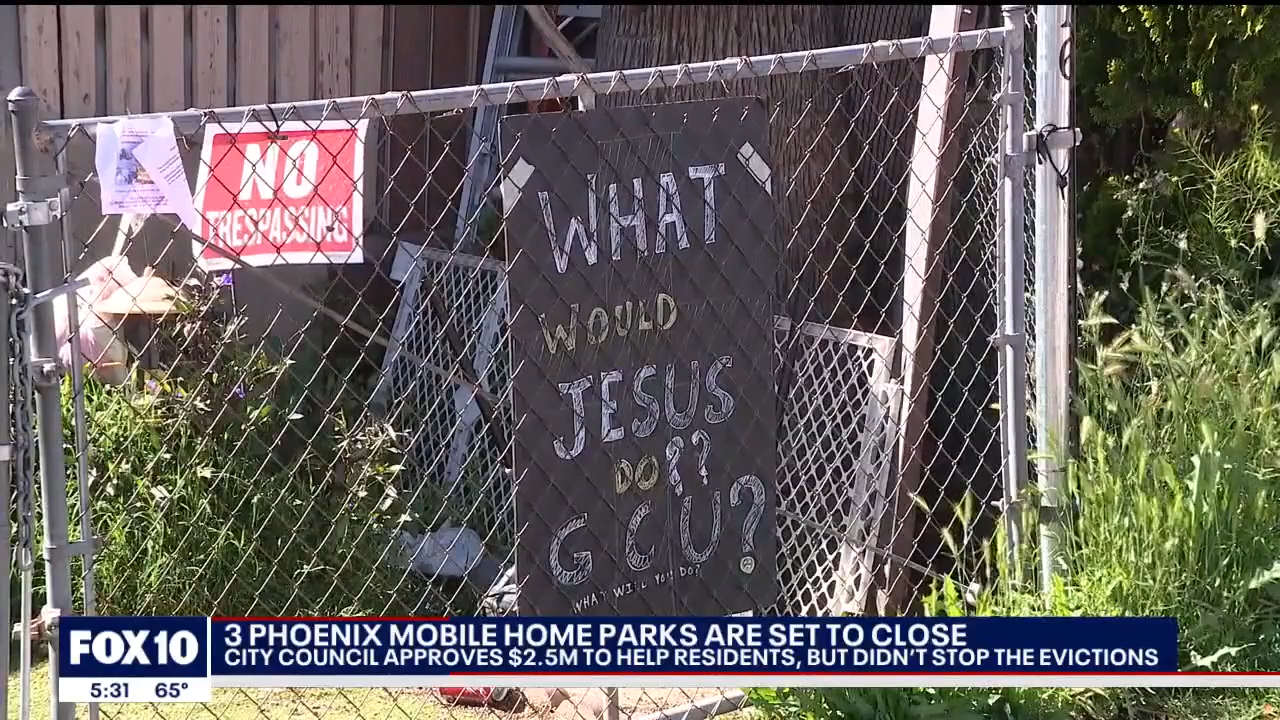 NO
TRESPASSING
WHAT
WOULD
JESUS
DO ??
GCU?
WHAT WILL YOU DO?
FOX10
5:31 65°
3 PHOENIX MOBILE HOME PARKS ARE SET TO CLOSE
CITY COUNCIL APPROVES $2.5M TO HELP RESIDENTS, BUT DIDN'T STOP THE EVICTIONS